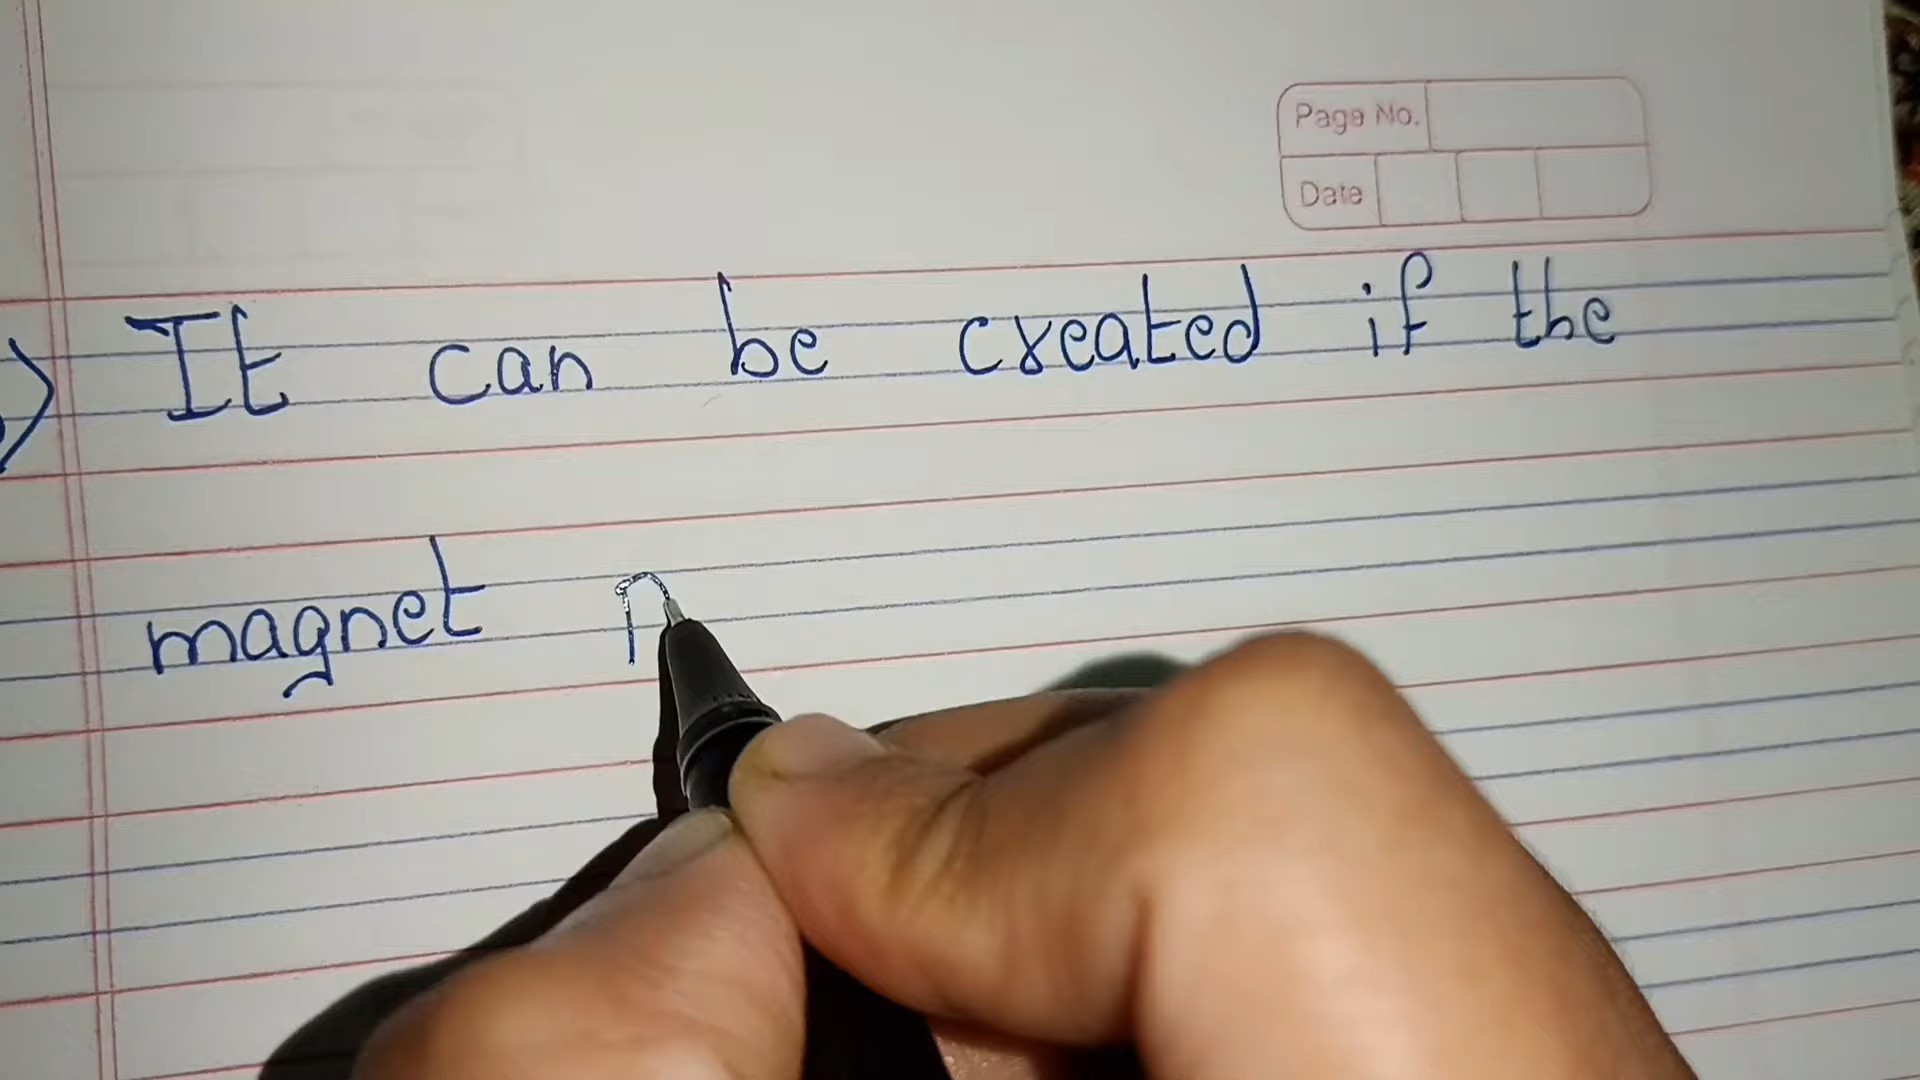 Page No.
Date
It can be created if the
magnet